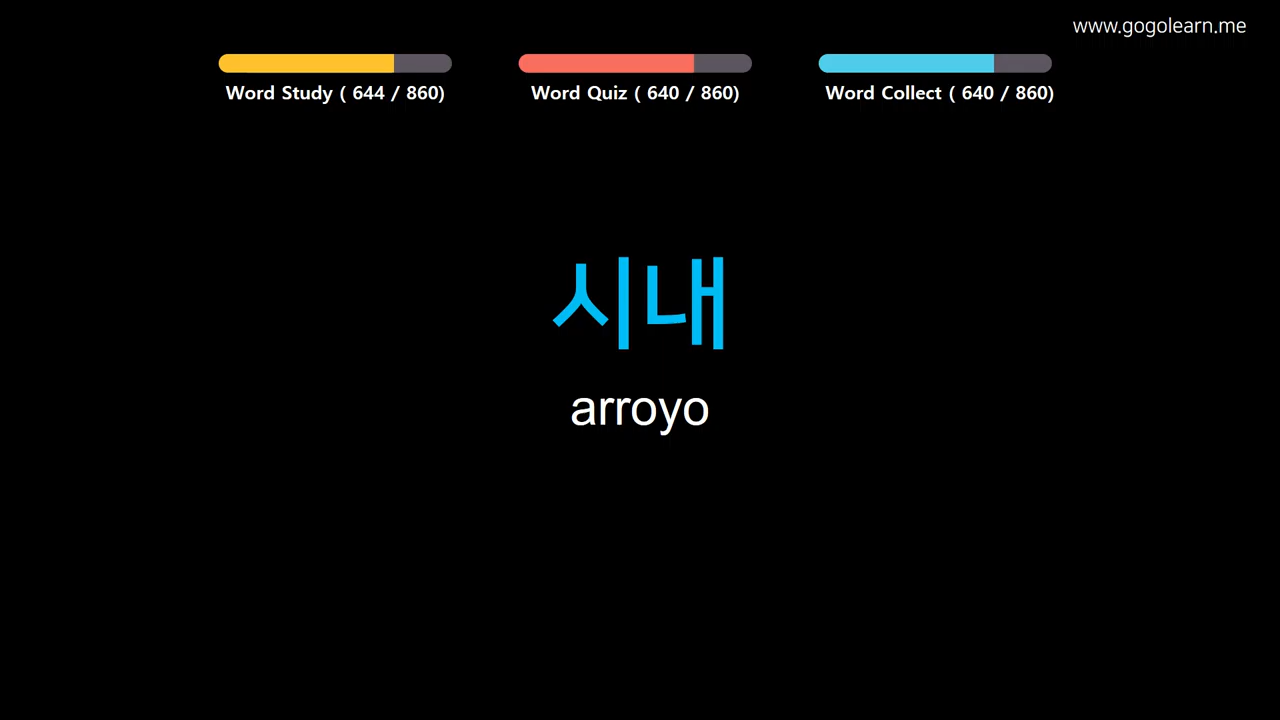 www.gogolearn.me
Word Study ( 644 / 860)
Word Quiz ( 640 / 860)
Word Collect ( 640 / 860)
시내
arroyo